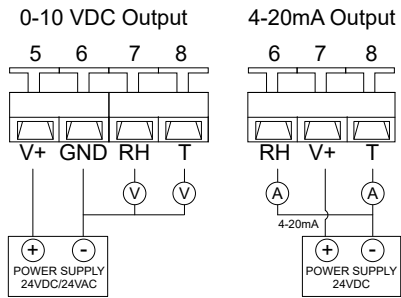 0-10 VDC Output
5 6 7 8
V+ GND RH T
V V
+ -
POWER SUPPLY
24VDC/24VAC
4-20mA Output
6 7 8
RH V+ T
A A
4-20mA
+ -
POWER SUPPLY
24VDC